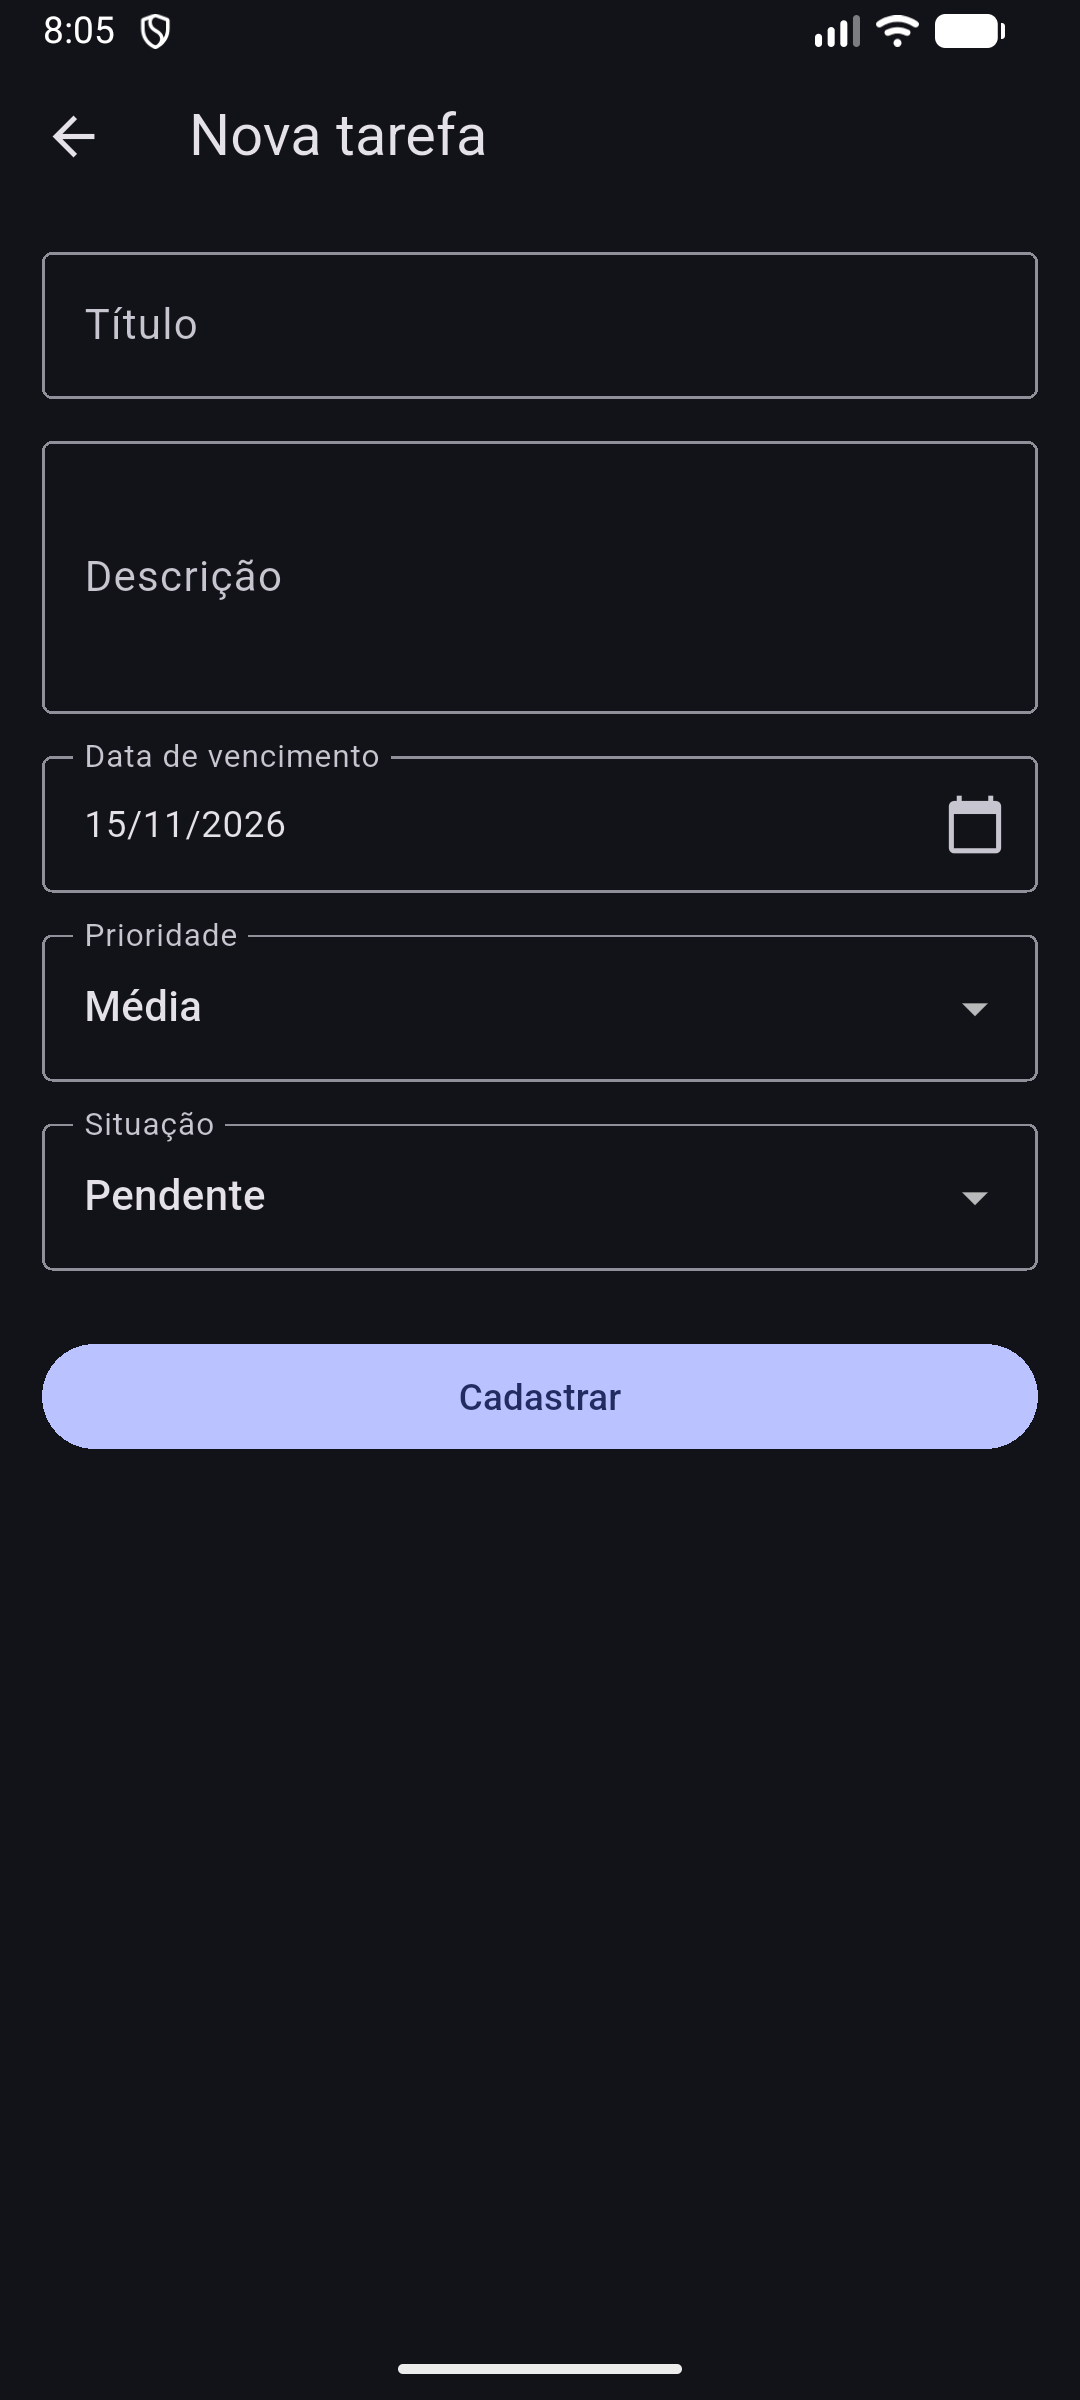 8:05
Nova tarefa
Título
Descrição
Data de vencimento
15/11/2026
Prioridade
Média
Situação
Pendente
Cadastrar